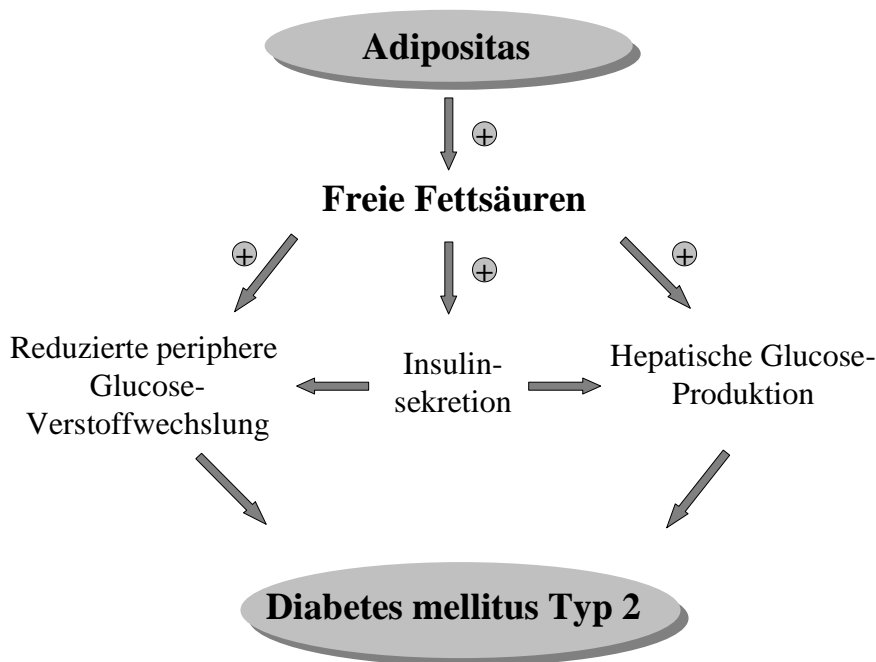 Adipositas
+
Freie Fettsäuren
+
+
+
Reduzierte periphere
Glucose-
Verstoffwechslung
Insulin-
sekretion
Hepatische Glucose-
Produktion
Diabetes mellitus Typ 2